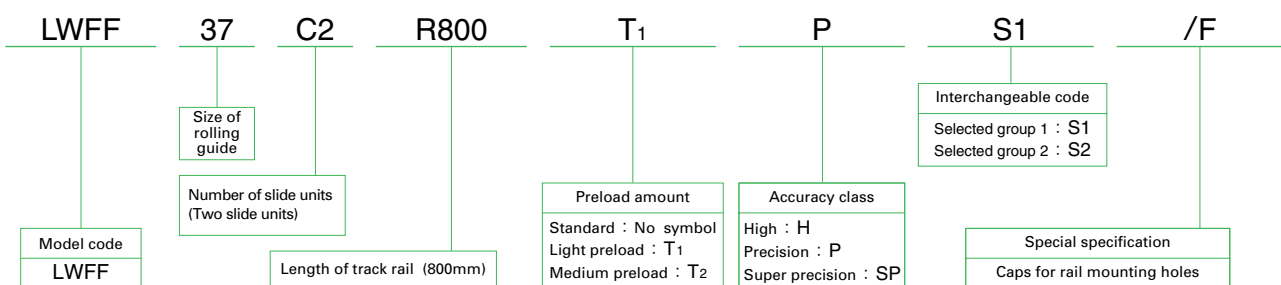 LWFF 37 C2 R800 T1 P S1 /F
Size of
rolling
guide
Interchangeable code
Selected group 1 : S1
Selected group 2 : S2
Number of slide units
(Two slide units)
Model code
LWFF
Length of track rail (800mm)
Preload amount
Standard : No symbol
Light preload : T1
Medium preload : T2
Accuracy class
High : H
Precision : P
Super precision : SP
Special specification
Caps for rail mounting holes